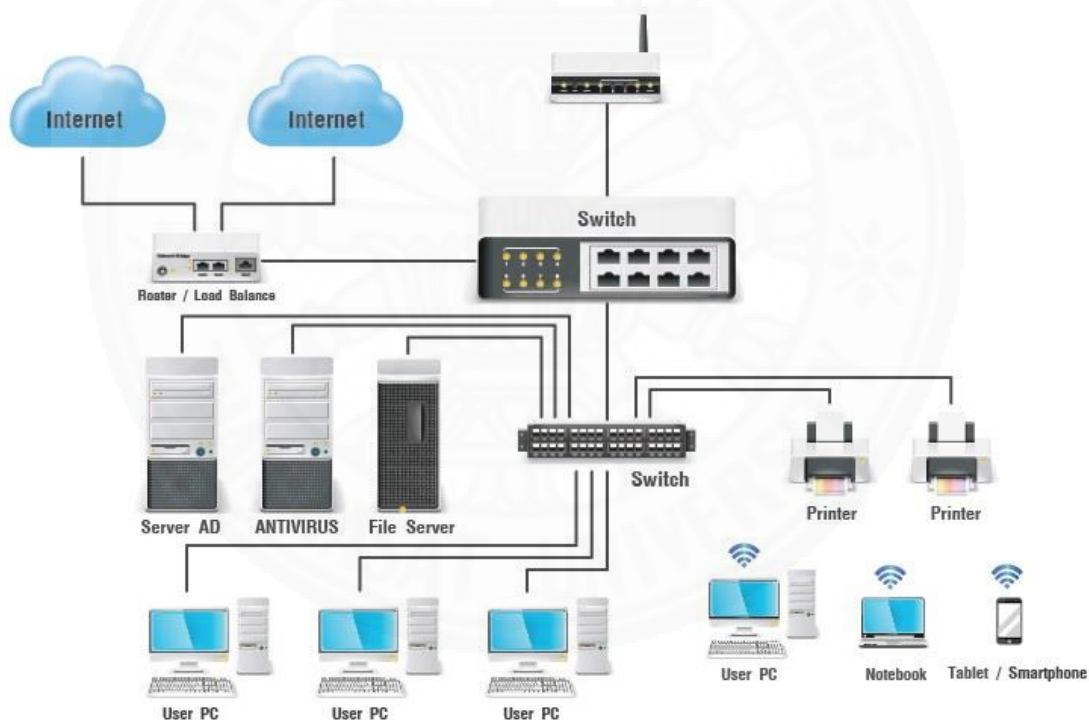 Internet
Internet
Switch
Roater / Load Balance
Switch
Server AD
ANTIVIRUS
File Server
Printer
Printer
User PC
Notebook
Tablet / Smartphone
User PC
User PC
User PC